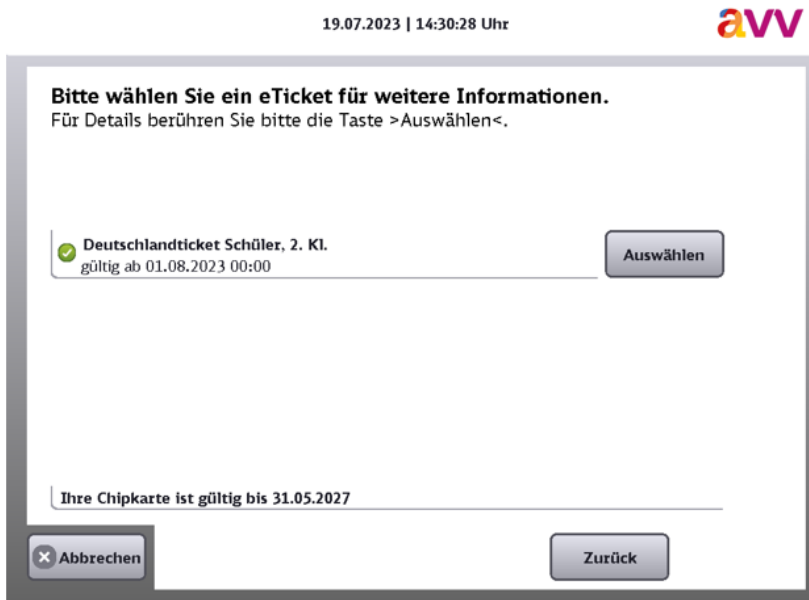 19.07.2023 | 14:30:28 Uhr
avv
Bitte wählen Sie ein eTicket für weitere Informationen.
Für Details berühren Sie bitte die Taste >Auswählen<.
Deutschlandticket Schüler, 2. Kl.
gültig ab 01.08.2023 00:00
Auswählen
Ihre Chipkarte ist gültig bis 31.05.2027
Abbrechen
Zurück